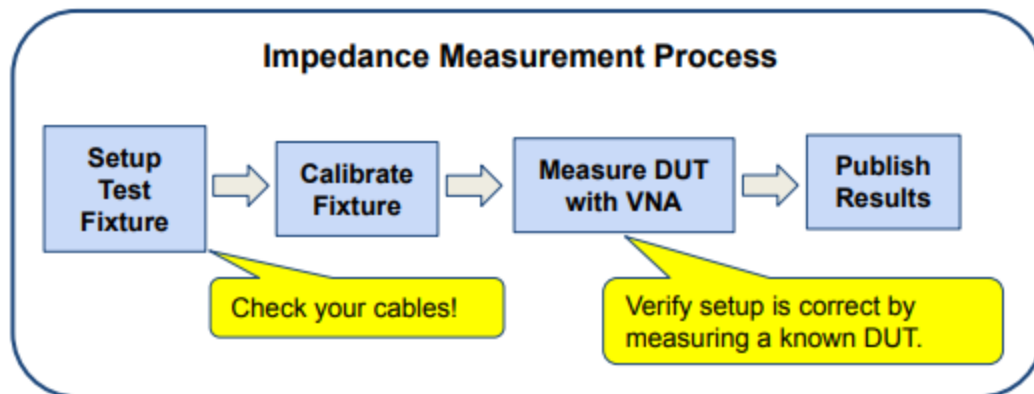 Impedance Measurement Process
Setup
Test
Fixture
Calibrate
Fixture
Measure DUT
with VNA
Publish
Results
Check your cables!
Verify setup is correct by
measuring a known DUT.